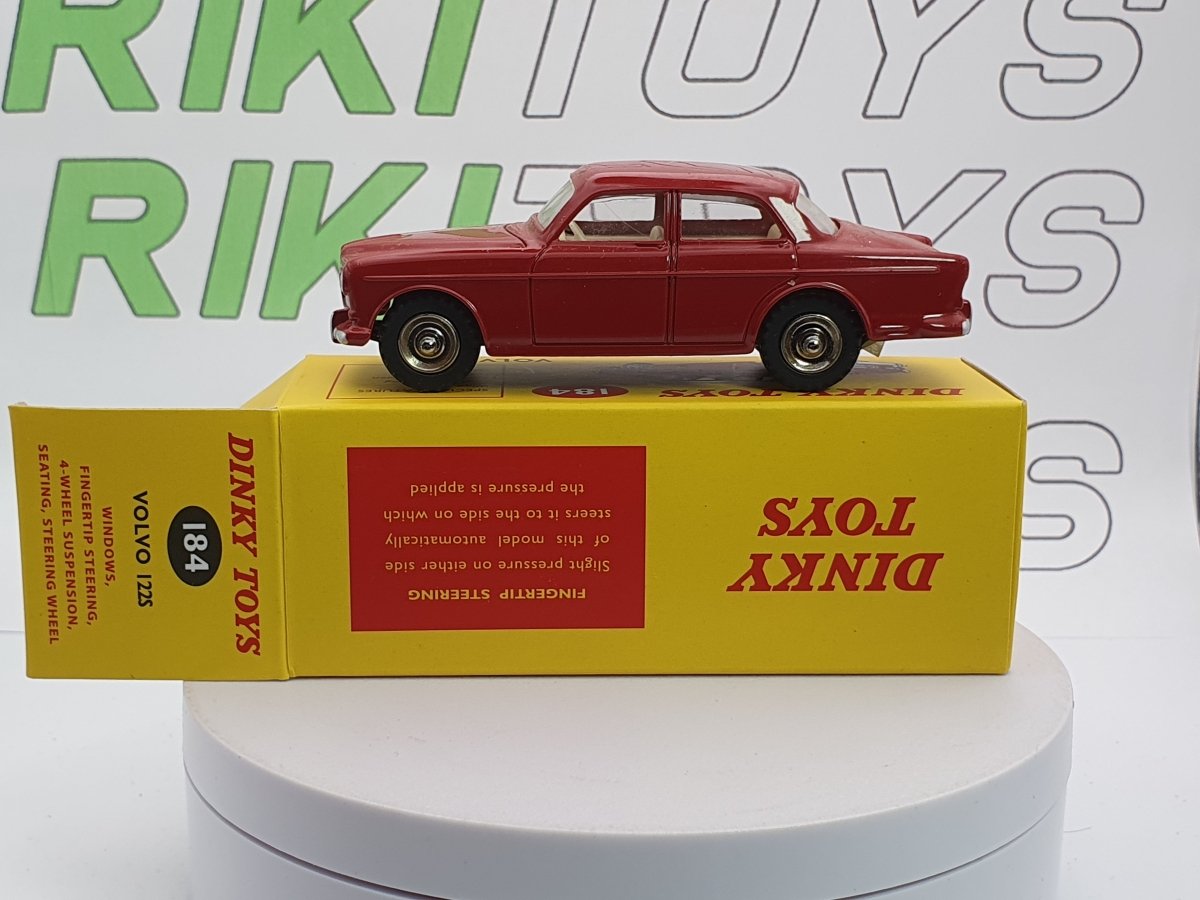 RIKITOYS
RIKITOYS
DINKY TOYS
184
VOLVO 122S
WINDOWS,
FINGERTIP STEERING,
4-WHEEL SUSPENSION,
SEATING, STEERING WHEEL
DINKY TOYS
184
DINKY
TOYS
FINGERTIP STEERING
Slight pressure on either side
of this model automatically
steers it to the side on which
the pressure is applied